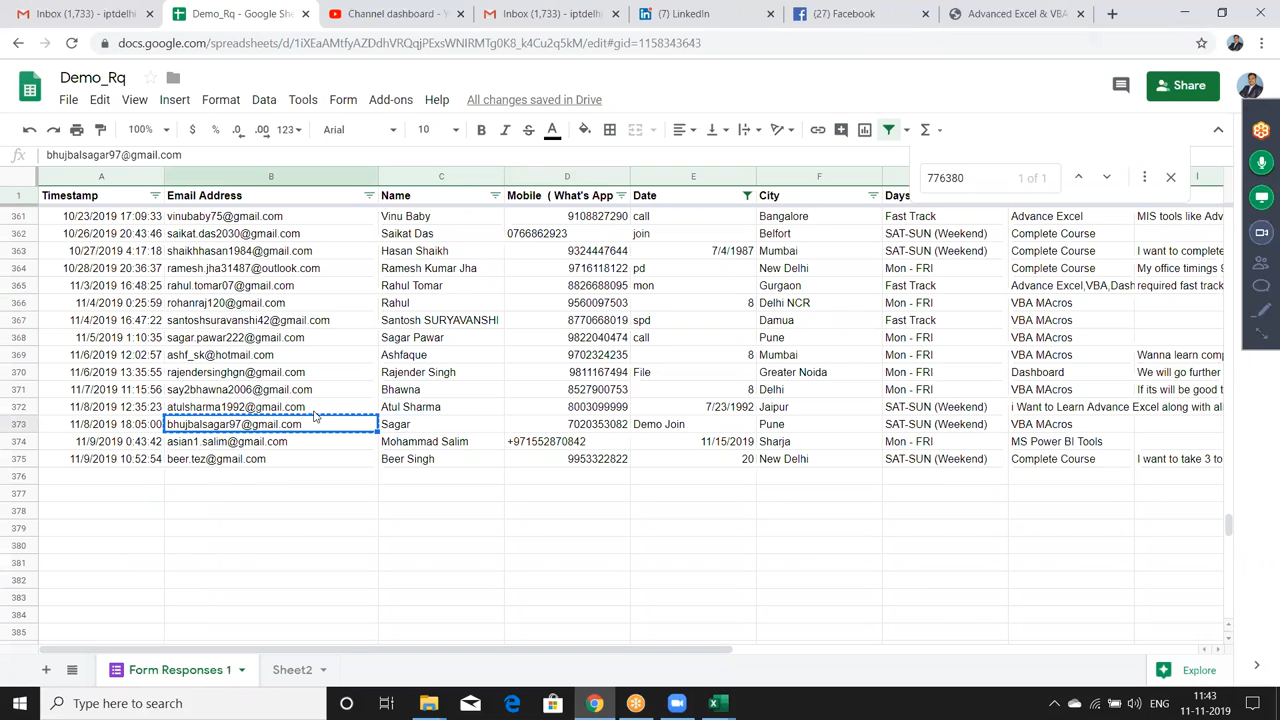 Inbox (1,733) - iptdelhi
Demo_Rq - Google She
Channel dashboard - Y
Inbox (1,733) - iptdelhi
(7) LinkedIn
(27) Facebook
Advanced Excel & VBA
docs.google.com/spreadsheets/d/1iXEaAMtfyAZDdhVRQqjPExsWNIRMTg0K8_k4Cu2q5kM/edit#gid=1158343643
Demo_Rq
File Edit View Insert Format Data Tools Form Add-ons Help All changes saved in Drive
Share
100% $ % .0 .00 123 Arial 10 B I S A
fx bhujbalsagar97@gmail.com
776380 1 of 1
A B C D E F I
1 Timestamp Email Address Name Mobile ( What's App Date City Days
361 10/23/2019 17:09:33 vinubaby75@gmail.com Vinu Baby 9108827290 call Bangalore Fast Track Advance Excel MIS tools like Adv
362 10/26/2019 20:43:46 saikat.das2030@gmail.com Saikat Das 0766862923 join Belfort SAT-SUN (Weekend) Complete Course
363 10/27/2019 4:17:18 shaikhhasan1984@gmail.com Hasan Shaikh 9324447644 7/4/1987 Mumbai SAT-SUN (Weekend) Complete Course I want to complete
364 10/28/2019 20:36:37 ramesh.jha31487@outlook.com Ramesh Kumar Jha 9716118122 pd New Delhi Mon - FRI Complete Course My office timings 9
365 11/3/2019 16:48:25 rahul.tomar07@gmail.com Rahul Tomar 8826688095 mon Gurgaon Fast Track Advance Excel,VBA,Dash required fast track
366 11/4/2019 0:25:59 rohanraj120@gmail.com Rahul 9560097503 8 Delhi NCR Mon - FRI VBA MAcros
367 11/4/2019 16:47:22 santoshsuravanshi42@gmail.com Santosh SURYAVANSHI 8770668019 spd Damua Fast Track VBA MAcros
368 11/5/2019 1:10:35 sagar.pawar222@gmail.com Sagar Pawar 9822040474 call Pune Mon - FRI VBA MAcros
369 11/6/2019 12:02:57 ashf_sk@hotmail.com Ashfaque 9702324235 8 Mumbai Mon - FRI VBA MAcros Wanna learn comp
370 11/6/2019 13:35:55 rajendersinghgn@gmail.com Rajender Singh 9811167494 File Greater Noida Mon - FRI Dashboard We will go further
371 11/7/2019 11:15:56 say2bhawna2006@gmail.com Bhawna 8527900753 8 Delhi Mon - FRI VBA MAcros If its will be good t
372 11/8/2019 12:35:23 atulsharma1992@gmail.com Atul Sharma 8003099999 7/23/1992 Jaipur SAT-SUN (Weekend) i Want to Learn Advance Excel along with all
373 11/8/2019 18:05:00 bhujbalsagar97@gmail.com Sagar 7020353082 Demo Join Pune SAT-SUN (Weekend) VBA MAcros
374 11/9/2019 0:43:42 asian1.salim@gmail.com Mohammad Salim +971552870842 11/15/2019 Sharja Mon - FRI MS Power BI Tools
375 11/9/2019 10:52:54 beer.tez@gmail.com Beer Singh 9953322822 20 New Delhi SAT-SUN (Weekend) Complete Course I want to take 3 to
376
377
378
379
380
381
382
383
384
385
Form Responses 1 Sheet2 Explore
Type here to search
ENG
11:43
11-11-2019